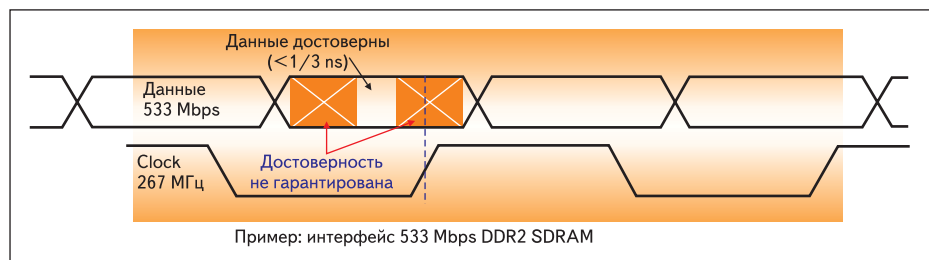 Данные достоверны
(<1/3 ns)
Данные
533 Mbps
Clock
267 МГц
Достоверность
не гарантирована
Пример: интерфейс 533 Mbps DDR2 SDRAM